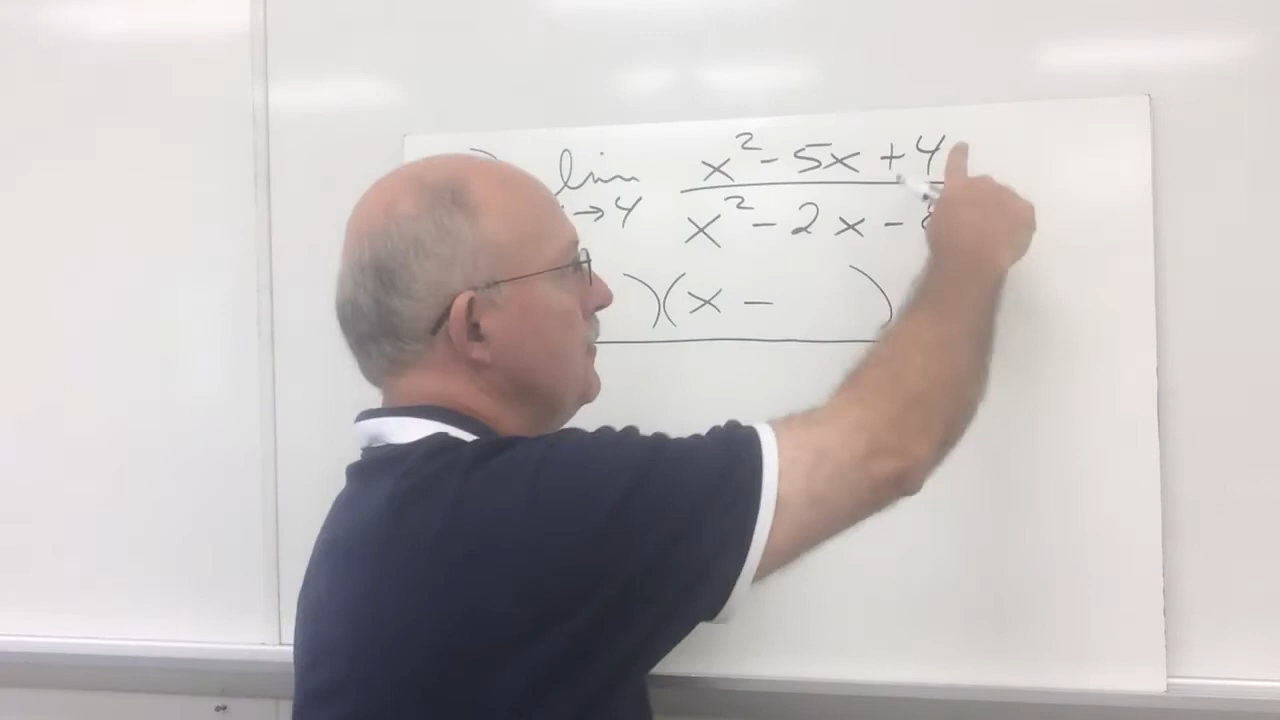 lim x² - 5x + 4
→4 x² - 2x -
)(x - )